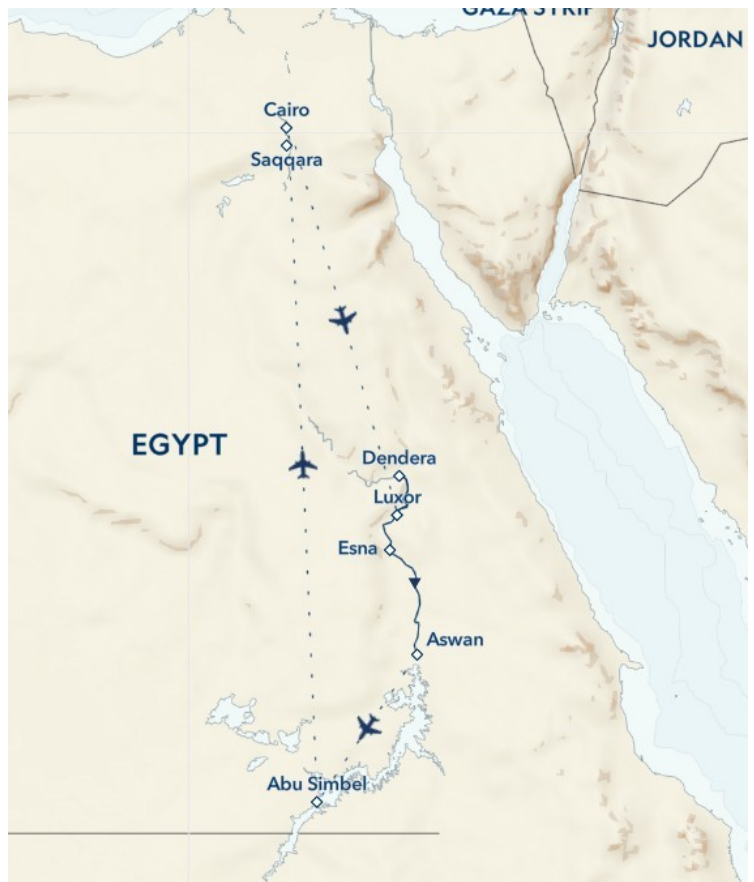 GAZA STRIP
JORDAN
Cairo
Saqqara
EGYPT
Dendera
Luxor
Esna
Aswan
Abu Simbel